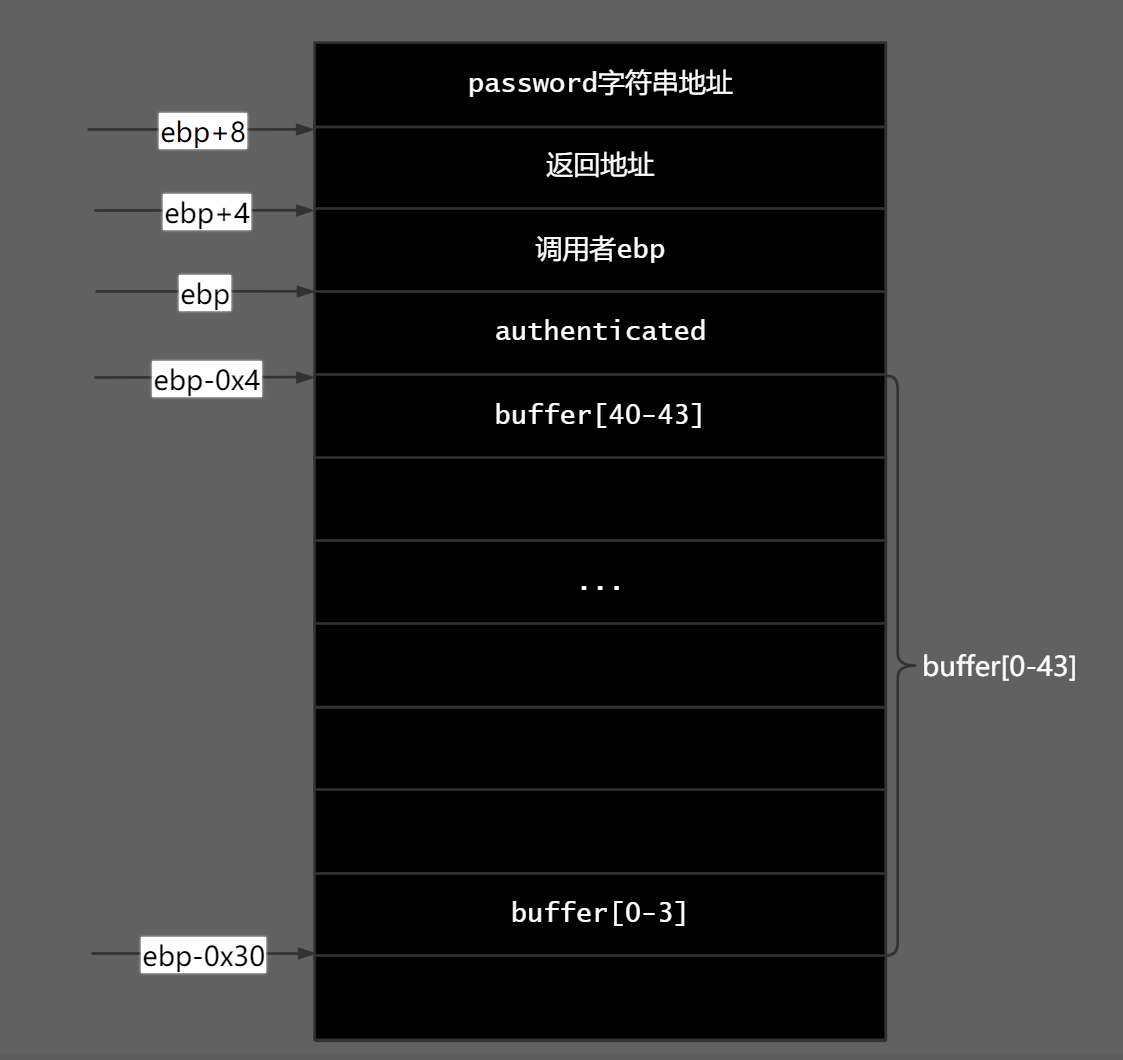 password字符串地址
ebp+8
返回地址
ebp+4
调用者ebp
ebp
authenticated
ebp-0x4
buffer[40-43]
...
buffer[0-43]
buffer[0-3]
ebp-0x30